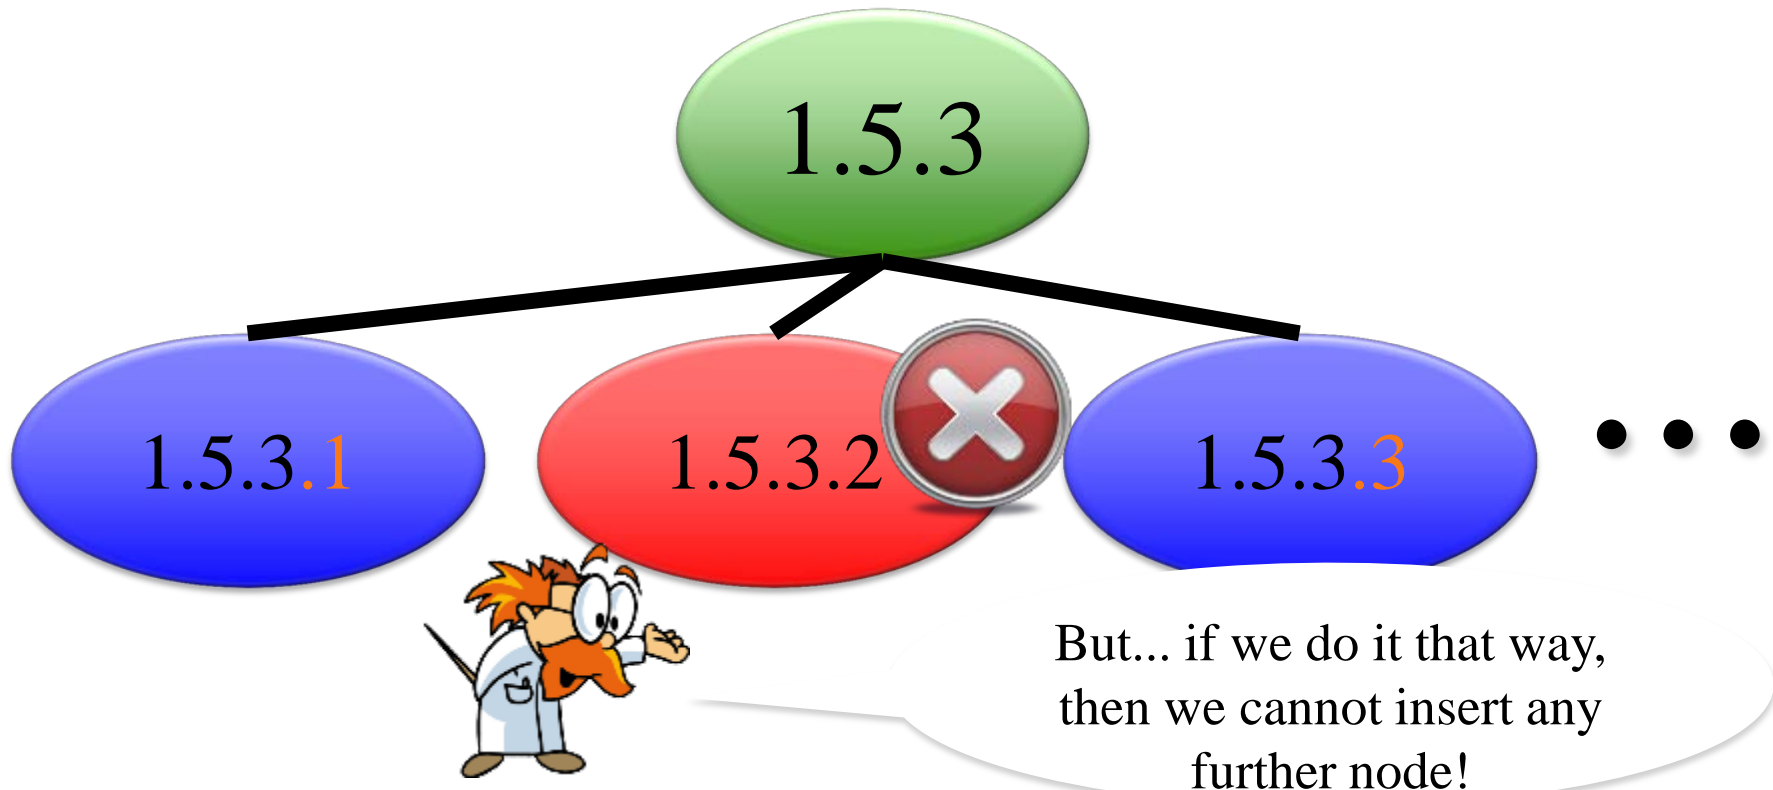 1.5.3
1.5.3.1
1.5.3.2
1.5.3.3
But... if we do it that way,
then we cannot insert any
further node!